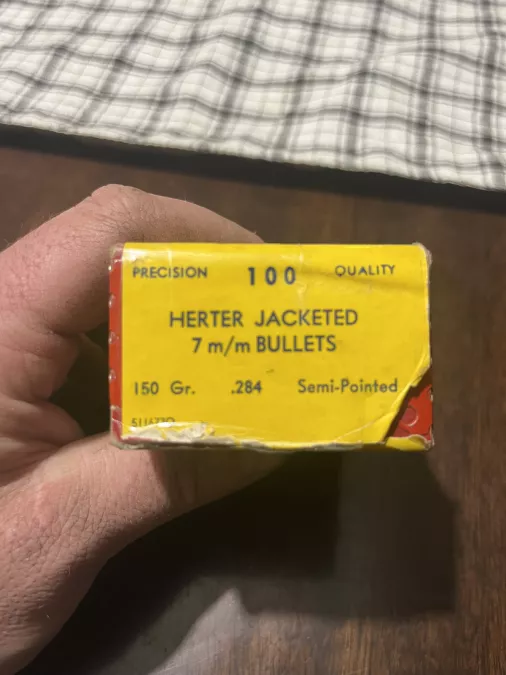 PRECISION 100 QUALITY
HERTER JACKETED
7 m/m BULLETS
150 Gr. .284 Semi-Pointed